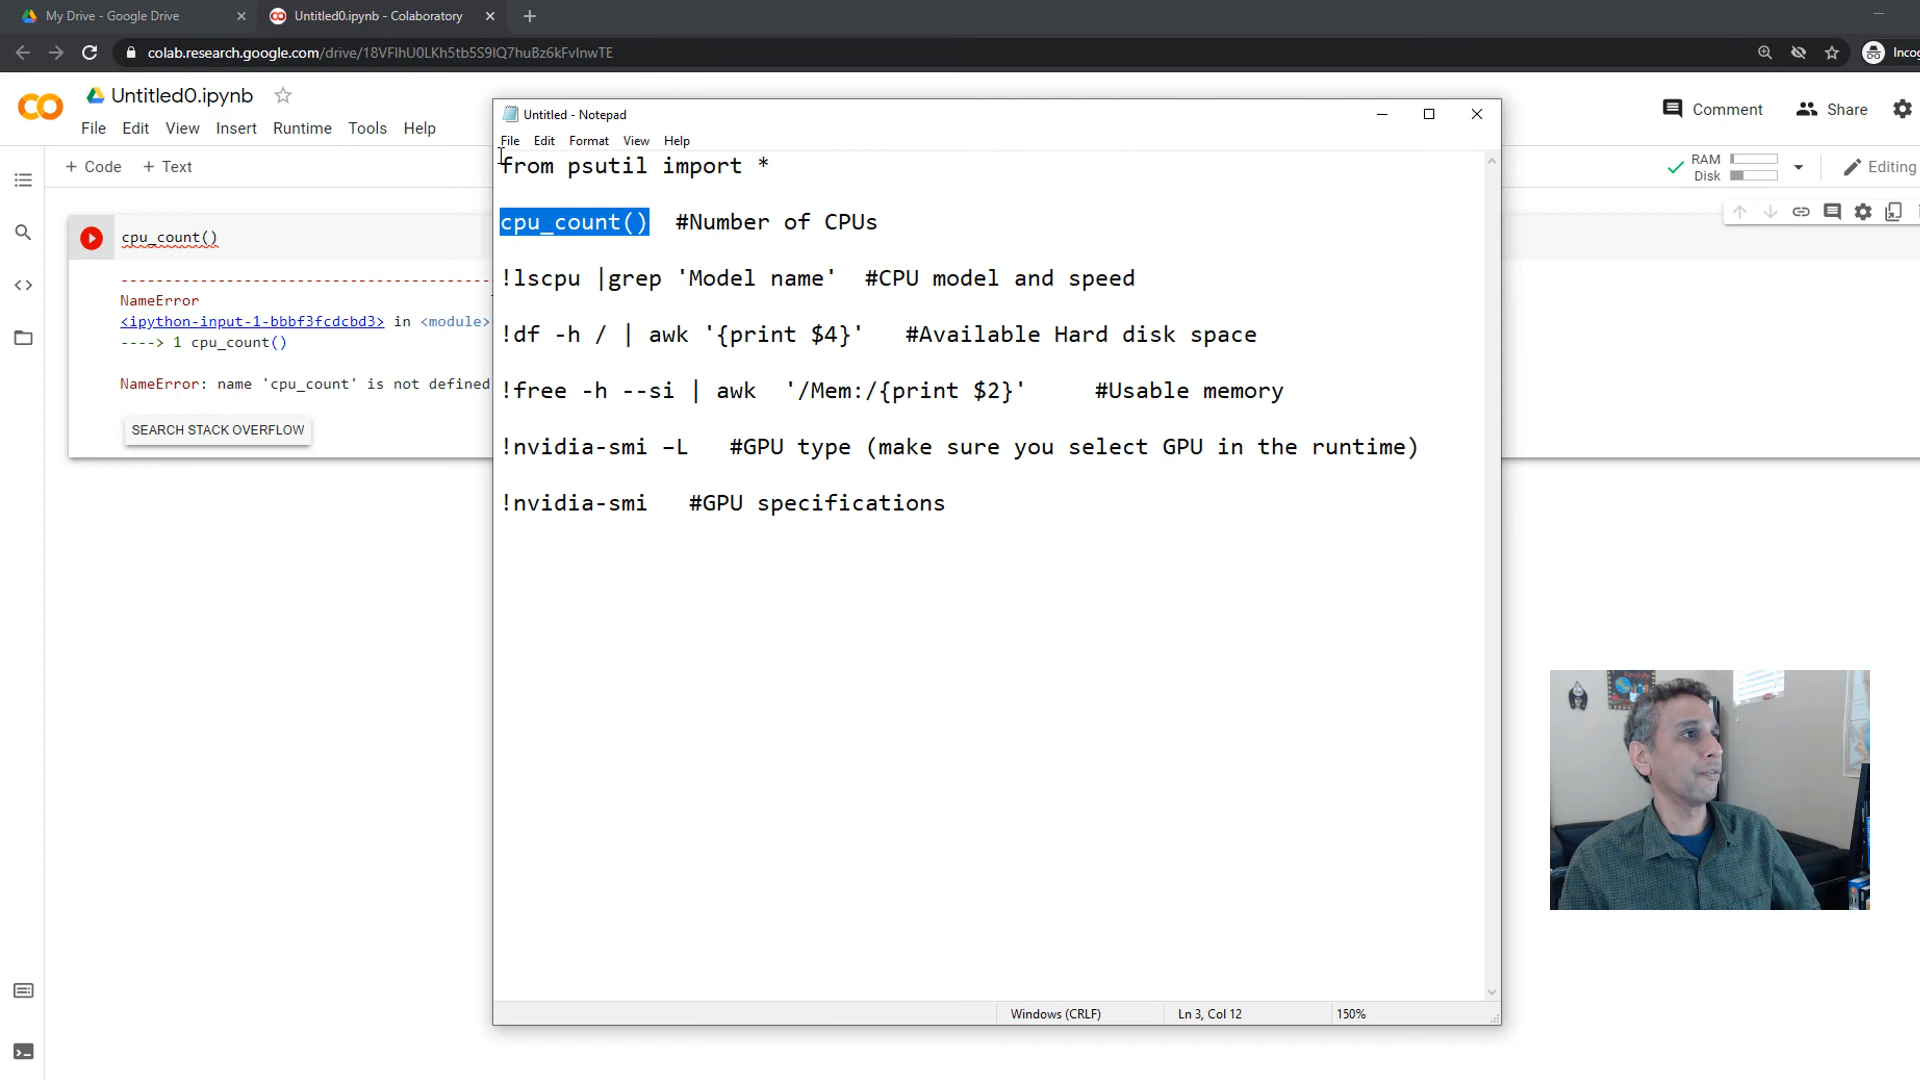 My Drive - Google Drive
Untitled0.ipynb - Colaboratory
colab.research.google.com/drive/18VFlhU0LKh5tb5S9lQ7huBz6kFvInwTE
Incog
Untitled0.ipynb
File Edit View Insert Runtime Tools Help
Comment
Share
+ Code + Text
RAM
Disk
Editing
cpu_count()
NameError
<ipython-input-1-bbbf3fcdcbd3> in <module>
----> 1 cpu_count()
NameError: name 'cpu_count' is not defined
SEARCH STACK OVERFLOW
Untitled - Notepad
File Edit Format View Help
from psutil import *
cpu_count() #Number of CPUs
!lscpu |grep 'Model name' #CPU model and speed
!df -h / | awk '{print $4}' #Available Hard disk space
!free -h --si | awk '/Mem:/{print $2}' #Usable memory
!nvidia-smi –L #GPU type (make sure you select GPU in the runtime)
!nvidia-smi #GPU specifications
Windows (CRLF)
Ln 3, Col 12
150%